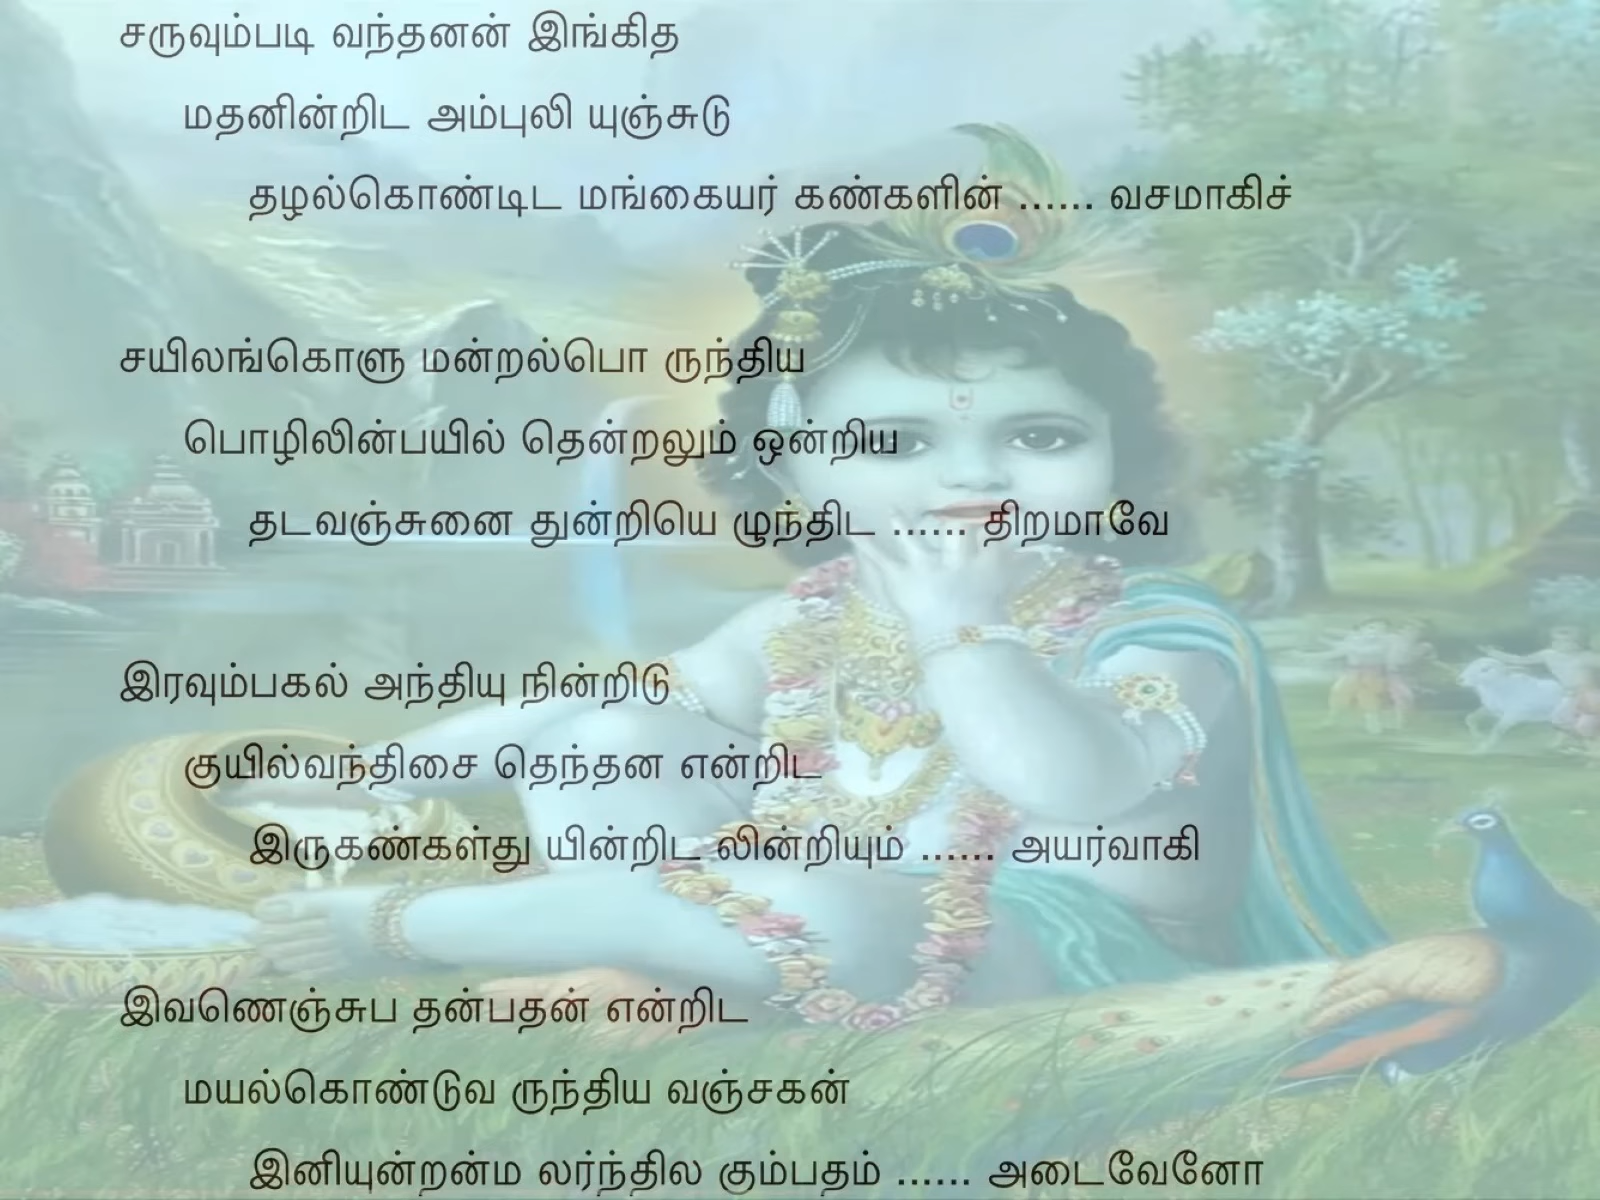 சருவும்படி வந்தனன் இங்கித
மதனின்றிட அம்புலி யுஞ்சுடு
தழல்கொண்டிட மங்கையர் கண்களின் ...... வசமாகிச்
சயிலங்கொளு மன்றல்பொ ருந்திய
பொழிலின்பயில் தென்றலும் ஒன்றிய
தடவஞ்சுனை துன்றியெ ழுந்திட ...... திறமாவே
இரவும்பகல் அந்தியு நின்றிடு
குயில்வந்திசை தெந்தன என்றிட
இருகண்கள்து யின்றிட லின்றியும் ...... அயர்வாகி
இவணெஞ்சுப தன்பதன் என்றிட
மயல்கொண்டுவ ருந்திய வஞ்சகன்
இனியுன்றன்ம லர்ந்தில கும்பதம் ...... அடைவேனோ